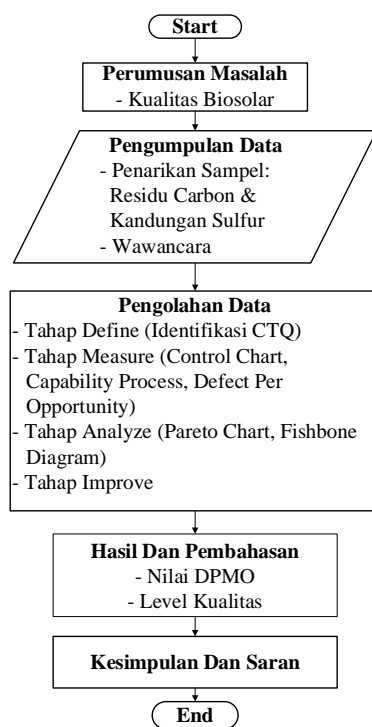 Start
Perumusan Masalah
- Kualitas Biosolar
Pengumpulan Data
- Penarikan Sampel:
Residu Carbon &
Kandungan Sulfur
- Wawancara
Pengolahan Data
- Tahap Define (Identifikasi CTQ)
- Tahap Measure (Control Chart,
Capability Process, Defect Per
Opportunity)
- Tahap Analyze (Pareto Chart, Fishbone
Diagram)
- Tahap Improve
Hasil Dan Pembahasan
- Nilai DPMO
- Level Kualitas
Kesimpulan Dan Saran
End